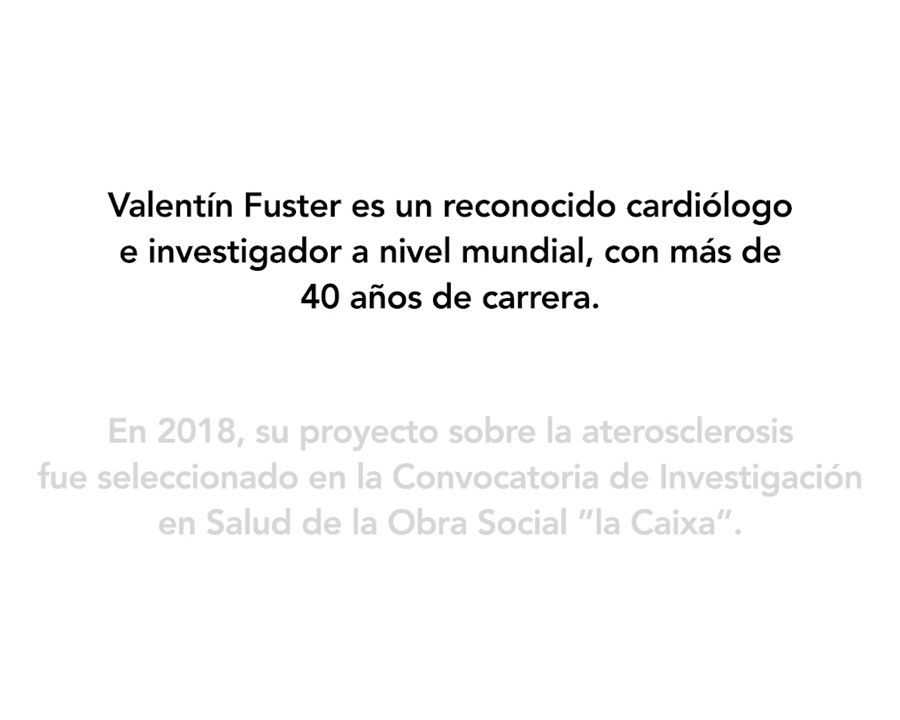 Valentín Fuster es un reconocido cardiólogo
e investigador a nivel mundial, con más de
40 años de carrera.
En 2018, su proyecto sobre la aterosclerosis
fue seleccionado en la Convocatoria de Investigación
en Salud de la Obra Social ”la Caixa”.